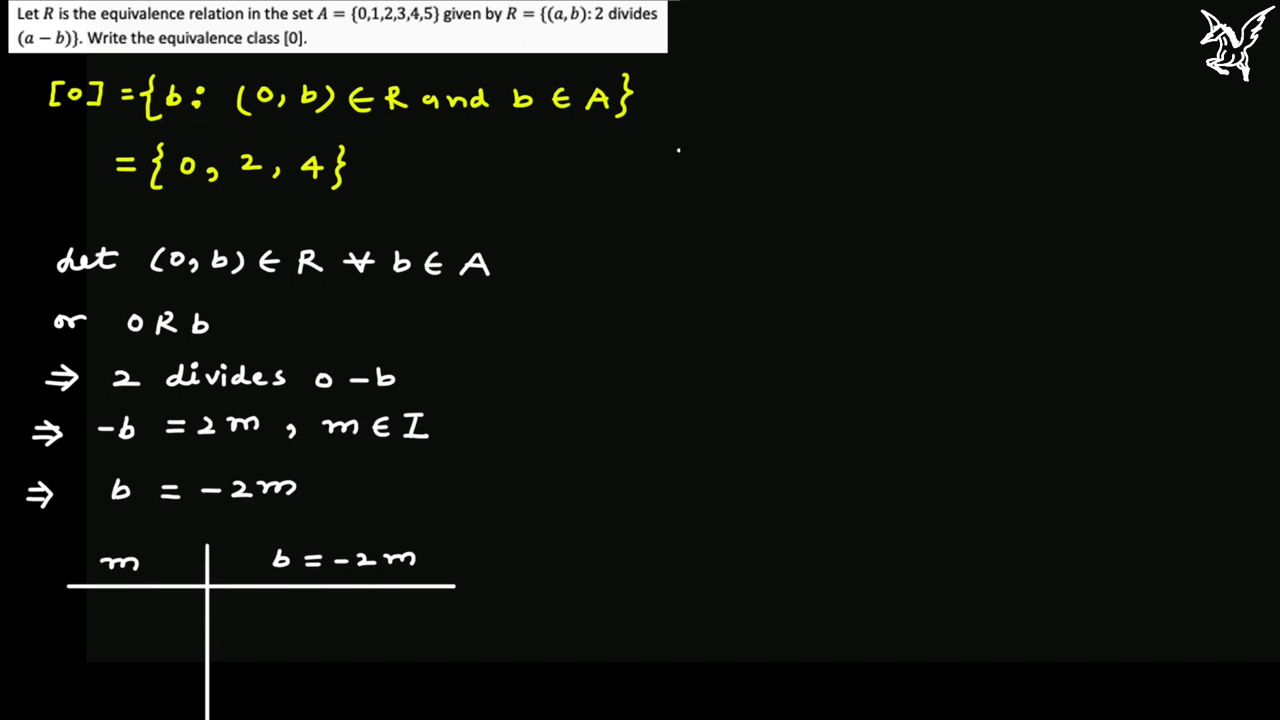 Let R is the equivalence relation in the set A = {0,1,2,3,4,5} given by R = {(a, b): 2 divides
(a − b)}. Write the equivalence class [0].
[0] = {b : (0, b) ∈ R and b ∈ A}
= {0, 2, 4}
Let (0, b) ∈ R ∀ b ∈ A
or 0 R b
⇒ 2 divides 0 - b
⇒ -b = 2m , m ∈ I
⇒ b = -2m
m b = -2m